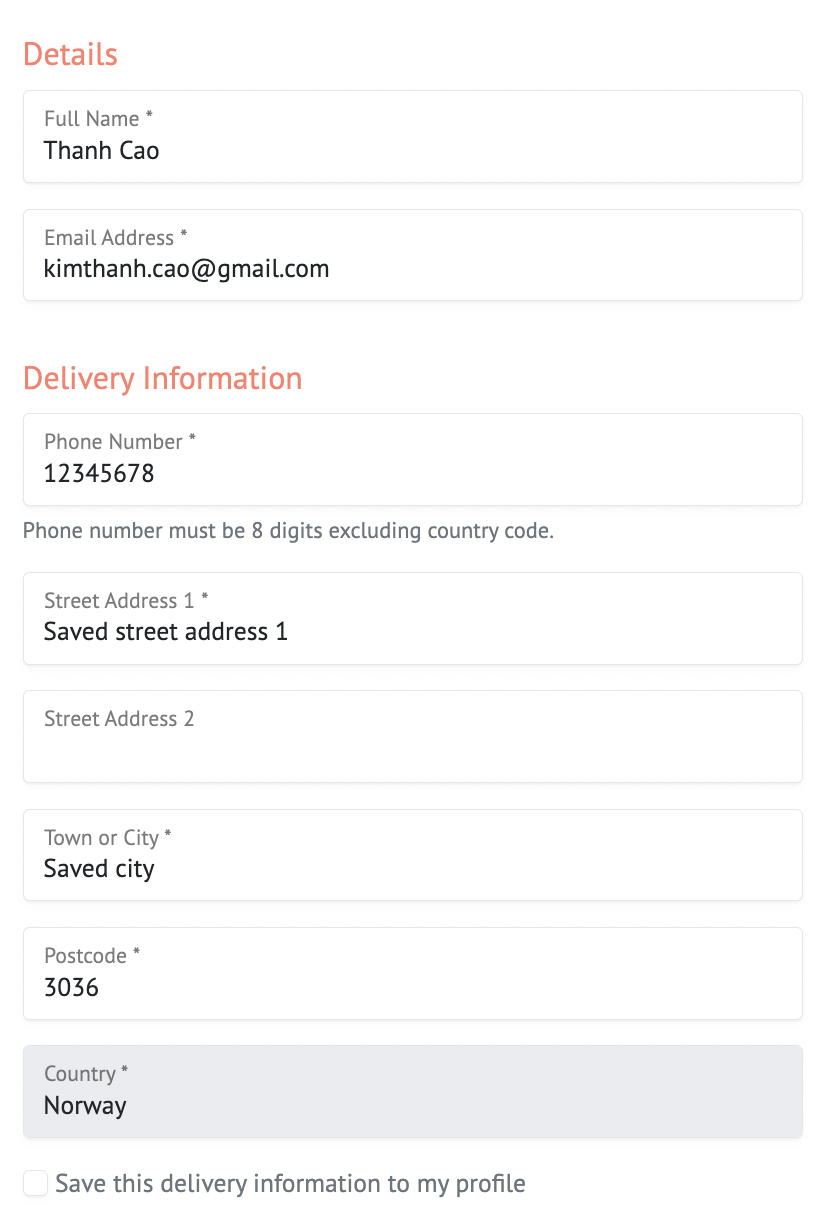 Details
Full Name *
Thanh Cao
Email Address *
kimthanh.cao@gmail.com
Delivery Information
Phone Number *
12345678
Phone number must be 8 digits excluding country code.
Street Address 1 *
Saved street address 1
Street Address 2
Town or City *
Saved city
Postcode *
3036
Country *
Norway
Save this delivery information to my profile